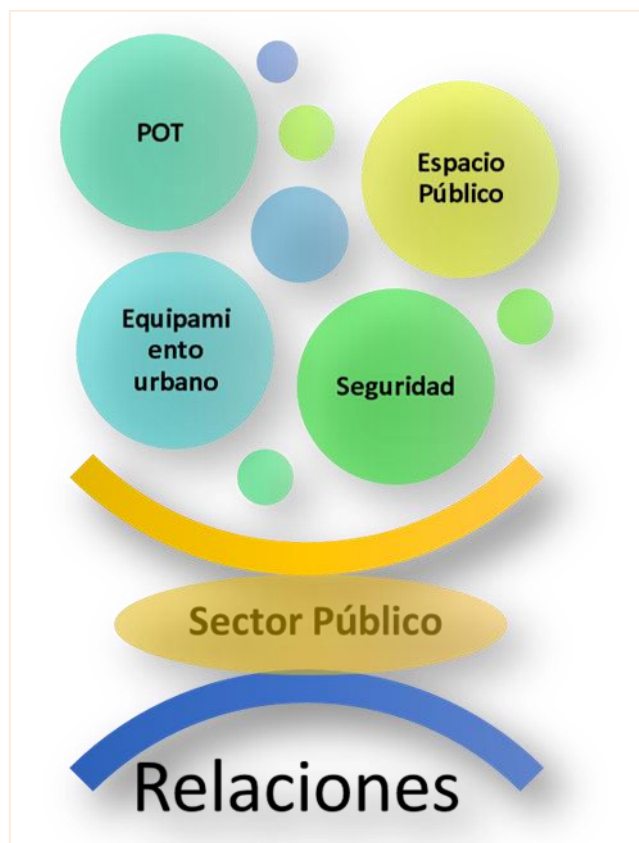 POT
Espacio
Público
Equipami
ento
urbano
Seguridad
Sector Público
Relaciones